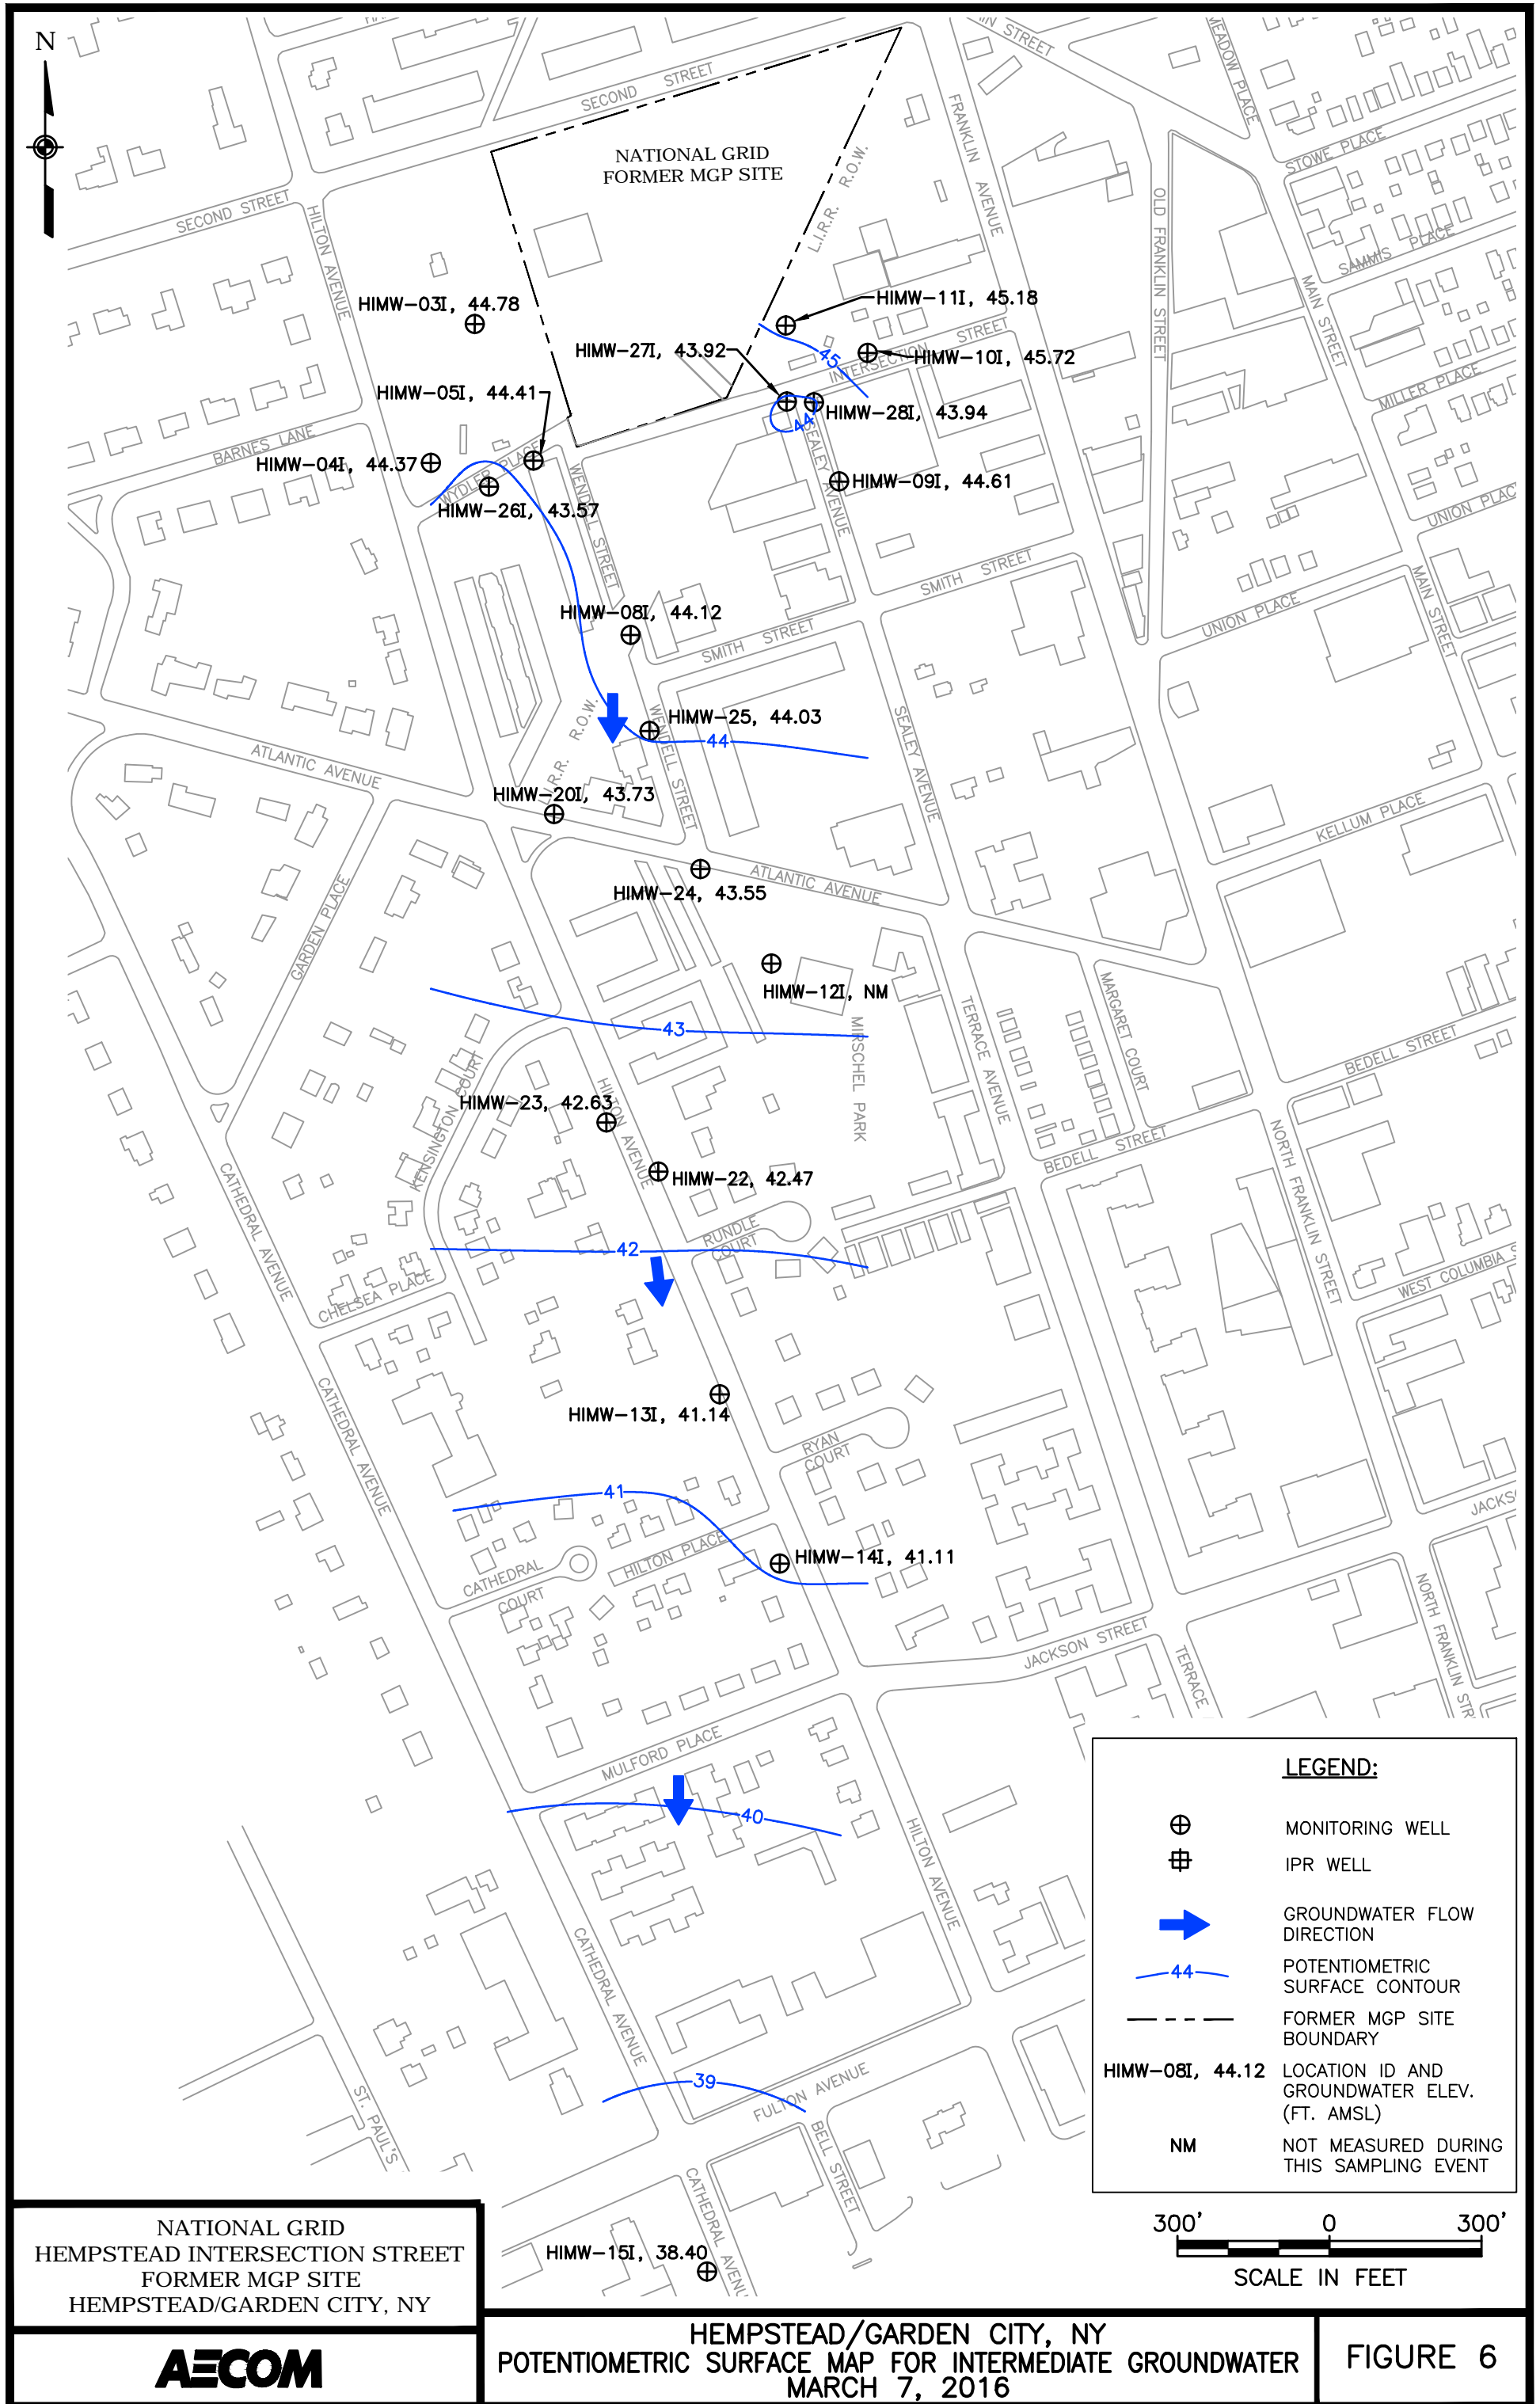 N
SECOND STREET
NATIONAL GRID
FORMER MGP SITE
L.I.R.R. R.O.W.
FRANKLIN AVENUE
STREET
MEADOW PLACE
STOWE PLACE
OLD FRANKLIN STREET
SAMMIS PLACE
MAIN STREET
SECOND STREET
HILTON AVENUE
HIMW-03I, 44.78
HIMW-11I, 45.18
HIMW-27I, 43.92
45
INTERSECTION STREET
HIMW-10I, 45.72
HIMW-05I, 44.41
HIMW-28I, 43.94
44
SEALEY AVENUE
MILLER PLACE
BARNES LANE
HIMW-04I, 44.37
WYDLER PLACE
HIMW-09I, 44.61
HIMW-26I, 43.57
WENDELL STREET
UNION PLAC
SMITH STREET
MAIN STREET
HIMW-08I, 44.12
UNION PLACE
SMITH STREET
R.O.W.
HIMW-25, 44.03
44
WENDELL STREET
SEALEY AVENUE
ATLANTIC AVENUE
HIMW-20I, 43.73
KELLUM PLACE
HIMW-24, 43.55
ATLANTIC AVENUE
GARDEN PLACE
HIMW-12I, NM
MIRSCHEL PARK
TERRACE AVENUE
MARGARET COURT
43
BEDELL STREET
KENSINGTON COURT
HIMW-23, 42.63
HILTON AVENUE
BEDELL STREET
NORTH FRANKLIN STREET
CATHEDRAL AVENUE
HIMW-22, 42.47
RUNDLE
COURT
42
CHELSEA PLACE
WEST COLUMBIA S
CATHEDRAL AVENUE
HIMW-13I, 41.14
RYAN
COURT
41
JACKS
HIMW-14I, 41.11
HILTON PLACE
CATHEDRAL
COURT
NORTH FRANKLIN STR
JACKSON STREET
TERRACE
MULFORD PLACE
40
HILTON AVENUE
CATHEDRAL AVENUE
39
FULTON AVENUE
BELL STREET
ST. PAUL'S
CATHEDRAL AVENU
HIMW-15I, 38.40
LEGEND:
MONITORING WELL
IPR WELL
GROUNDWATER FLOW
DIRECTION
44
POTENTIOMETRIC
SURFACE CONTOUR
FORMER MGP SITE
BOUNDARY
HIMW-08I, 44.12
LOCATION ID AND
GROUNDWATER ELEV.
(FT. AMSL)
NM
NOT MEASURED DURING
THIS SAMPLING EVENT
300' 0 300'
SCALE IN FEET
NATIONAL GRID
HEMPSTEAD INTERSECTION STREET
FORMER MGP SITE
HEMPSTEAD/GARDEN CITY, NY
AECOM
HEMPSTEAD/GARDEN CITY, NY
POTENTIOMETRIC SURFACE MAP FOR INTERMEDIATE GROUNDWATER
MARCH 7, 2016
FIGURE 6